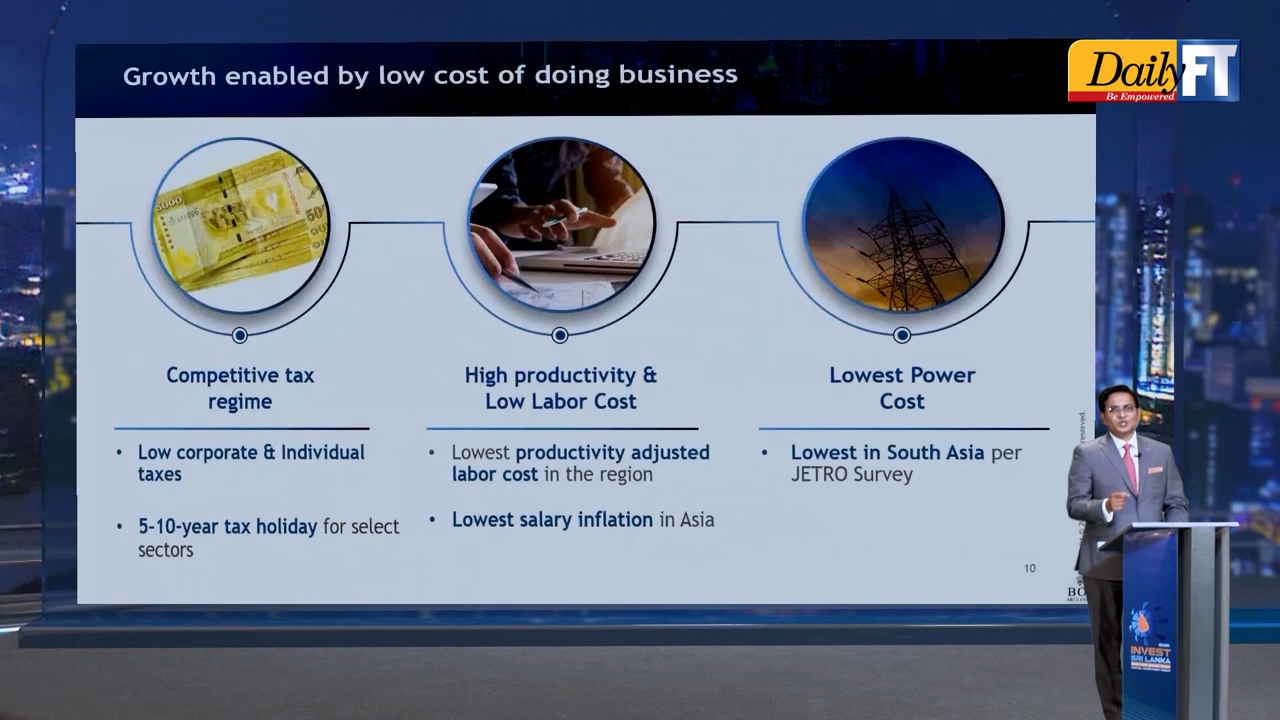 Growth enabled by low cost of doing business
Daily FT
Be Empowered
5000
Competitive tax
regime
High productivity &
Low Labor Cost
Lowest Power
Cost
• Low corporate & Individual
taxes
• 5-10-year tax holiday for select
sectors
• Lowest productivity adjusted
labor cost in the region
• Lowest salary inflation in Asia
• Lowest in South Asia per
JETRO Survey
10
reserved.
BO
INVEST
SRI LANKA